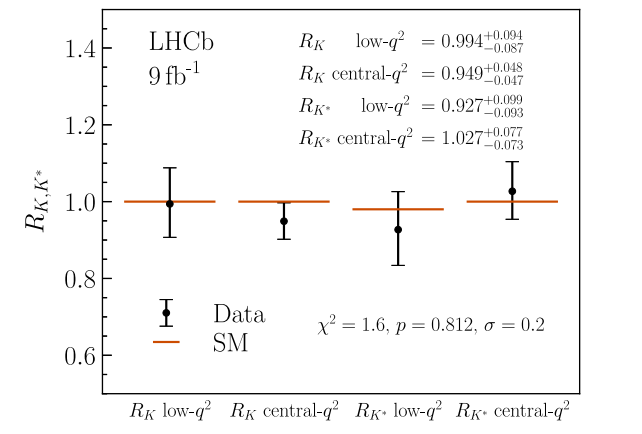 LHCb
9 fb⁻¹
R_K low-q² = 0.994^{+0.094}_{−0.087}
R_K central-q² = 0.949^{+0.048}_{−0.047}
R_{K*} low-q² = 0.927^{+0.099}_{−0.093}
R_{K*} central-q² = 1.027^{+0.077}_{−0.073}
R_{K,K*}
1.4
1.2
1.0
0.8
0.6
Data
SM
χ² = 1.6, p = 0.812, σ = 0.2
R_K low-q² R_K central-q² R_{K*} low-q² R_{K*} central-q²